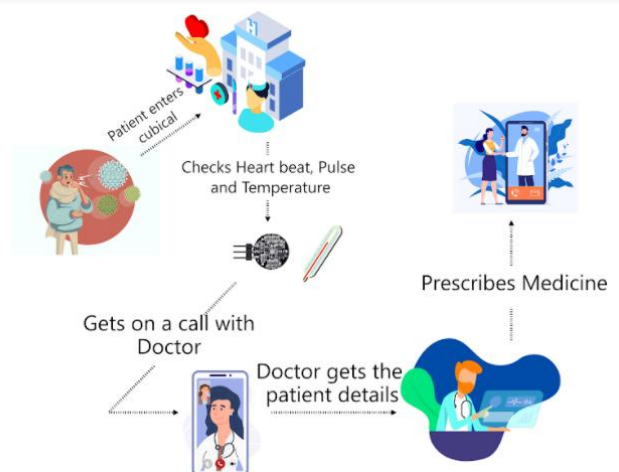 Patient enters
cubical
Checks Heart beat, Pulse
and Temperature
Gets on a call with
Doctor
Doctor gets the
patient details
Prescribes Medicine
H